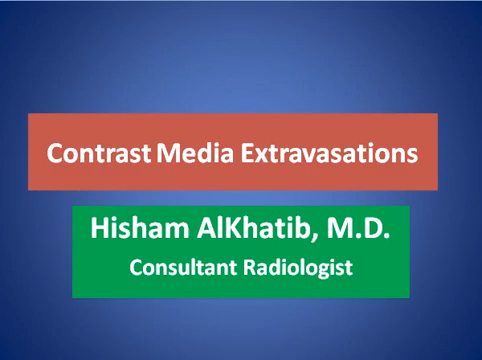 Contrast Media Extravasations
Hisham AlKhatib, M.D.
Consultant Radiologist